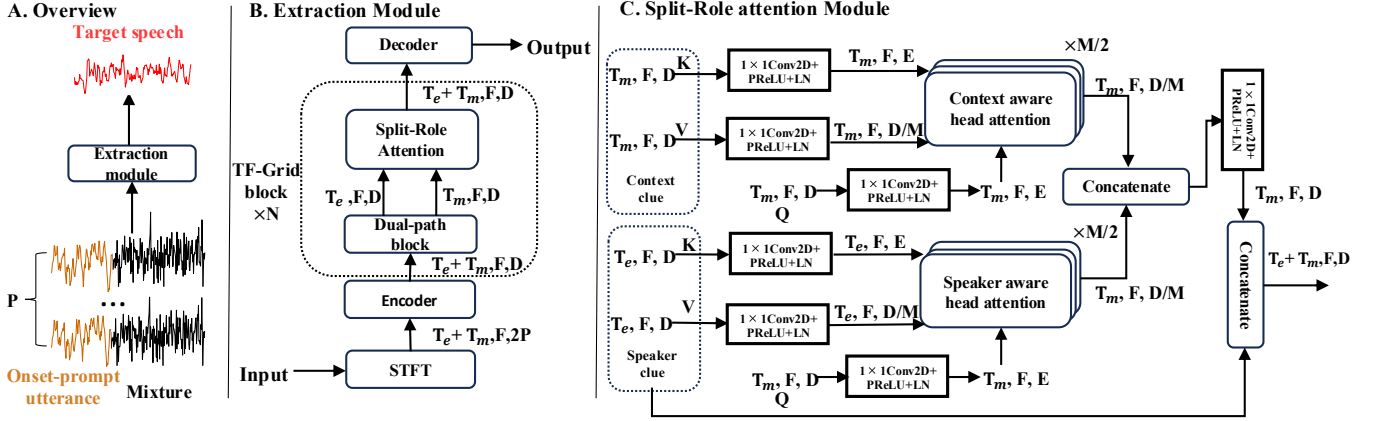 A. Overview
Target speech
Extraction
module
P
...
Onset-prompt
utterance
Mixture
B. Extraction Module
Decoder
Output
Tₑ+ Tₘ,F,D
Split-Role
Attention
TF-Grid
block
×N
Tₑ ,F,D
Tₘ,F,D
Dual-path
block
Tₑ+ Tₘ,F,D
Encoder
Tₑ+ Tₘ,F,2P
Input
STFT
C. Split-Role attention Module
Tₘ, F, D
K
1 × 1Conv2D+
PReLU+LN
Tₘ, F, E
×M/2
Context aware
head attention
Tₘ, F, D/M
Tₘ, F, D
V
1 × 1Conv2D+
PReLU+LN
Tₘ, F, D/M
Context
clue
Tₘ, F, D
Q
1 × 1Conv2D+
PReLU+LN
Tₘ, F, E
Concatenate
1 × 1Conv2D+
PReLU+LN
Tₘ, F, D
Tₑ, F, D
K
1 × 1Conv2D+
PReLU+LN
Tₑ, F, E
×M/2
Speaker aware
head attention
Tₘ, F, D/M
Tₑ, F, D
V
1 × 1Conv2D+
PReLU+LN
Tₑ, F, D/M
Speaker
clue
Tₘ, F, D
Q
1 × 1Conv2D+
PReLU+LN
Tₘ, F, E
Concatenate
Tₑ+ Tₘ,F,D